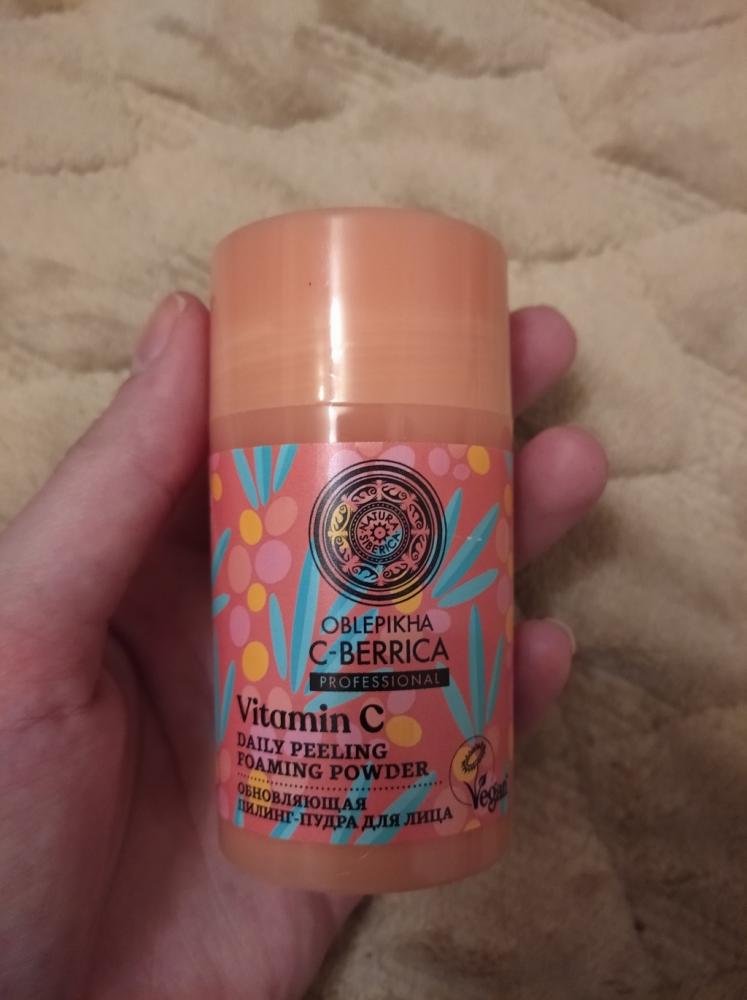 NATURA
SIBERICA
OBLEPIKHA
C-BERRICA
PROFESSIONAL
Vitamin C
DAILY PEELING
FOAMING POWDER
ОБНОВЛЯЮЩАЯ
ПИЛИНГ-ПУДРА ДЛЯ ЛИЦА
Vegan